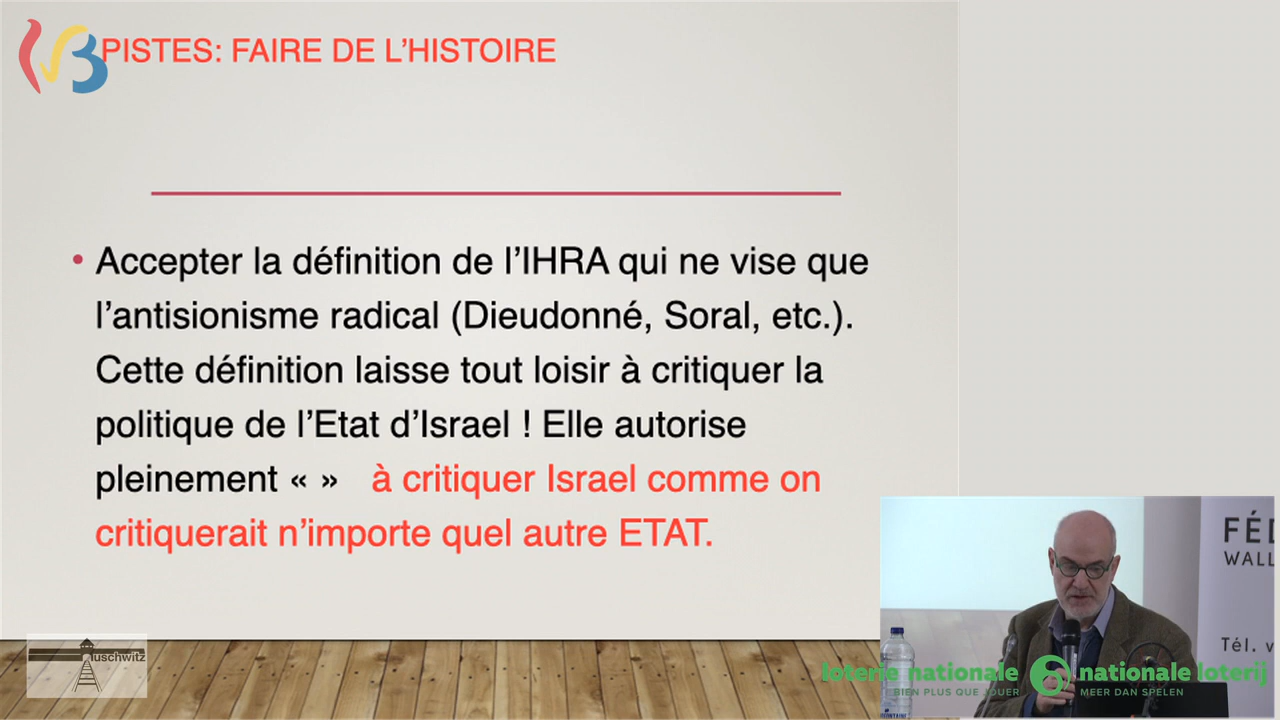 PISTES: FAIRE DE L'HISTOIRE
• Accepter la définition de l'IHRA qui ne vise que
l'antisionisme radical (Dieudonné, Soral, etc.).
Cette définition laisse tout loisir à critiquer la
politique de l'Etat d'Israel ! Elle autorise
pleinement « » à critiquer Israel comme on
critiquerait n'importe quel autre ETAT.
FÉD
WALL
Tél. v
uschwitz
loterie nationale
BIEN PLUS QUE JOUER
nationale loterij
MEER DAN SPELEN